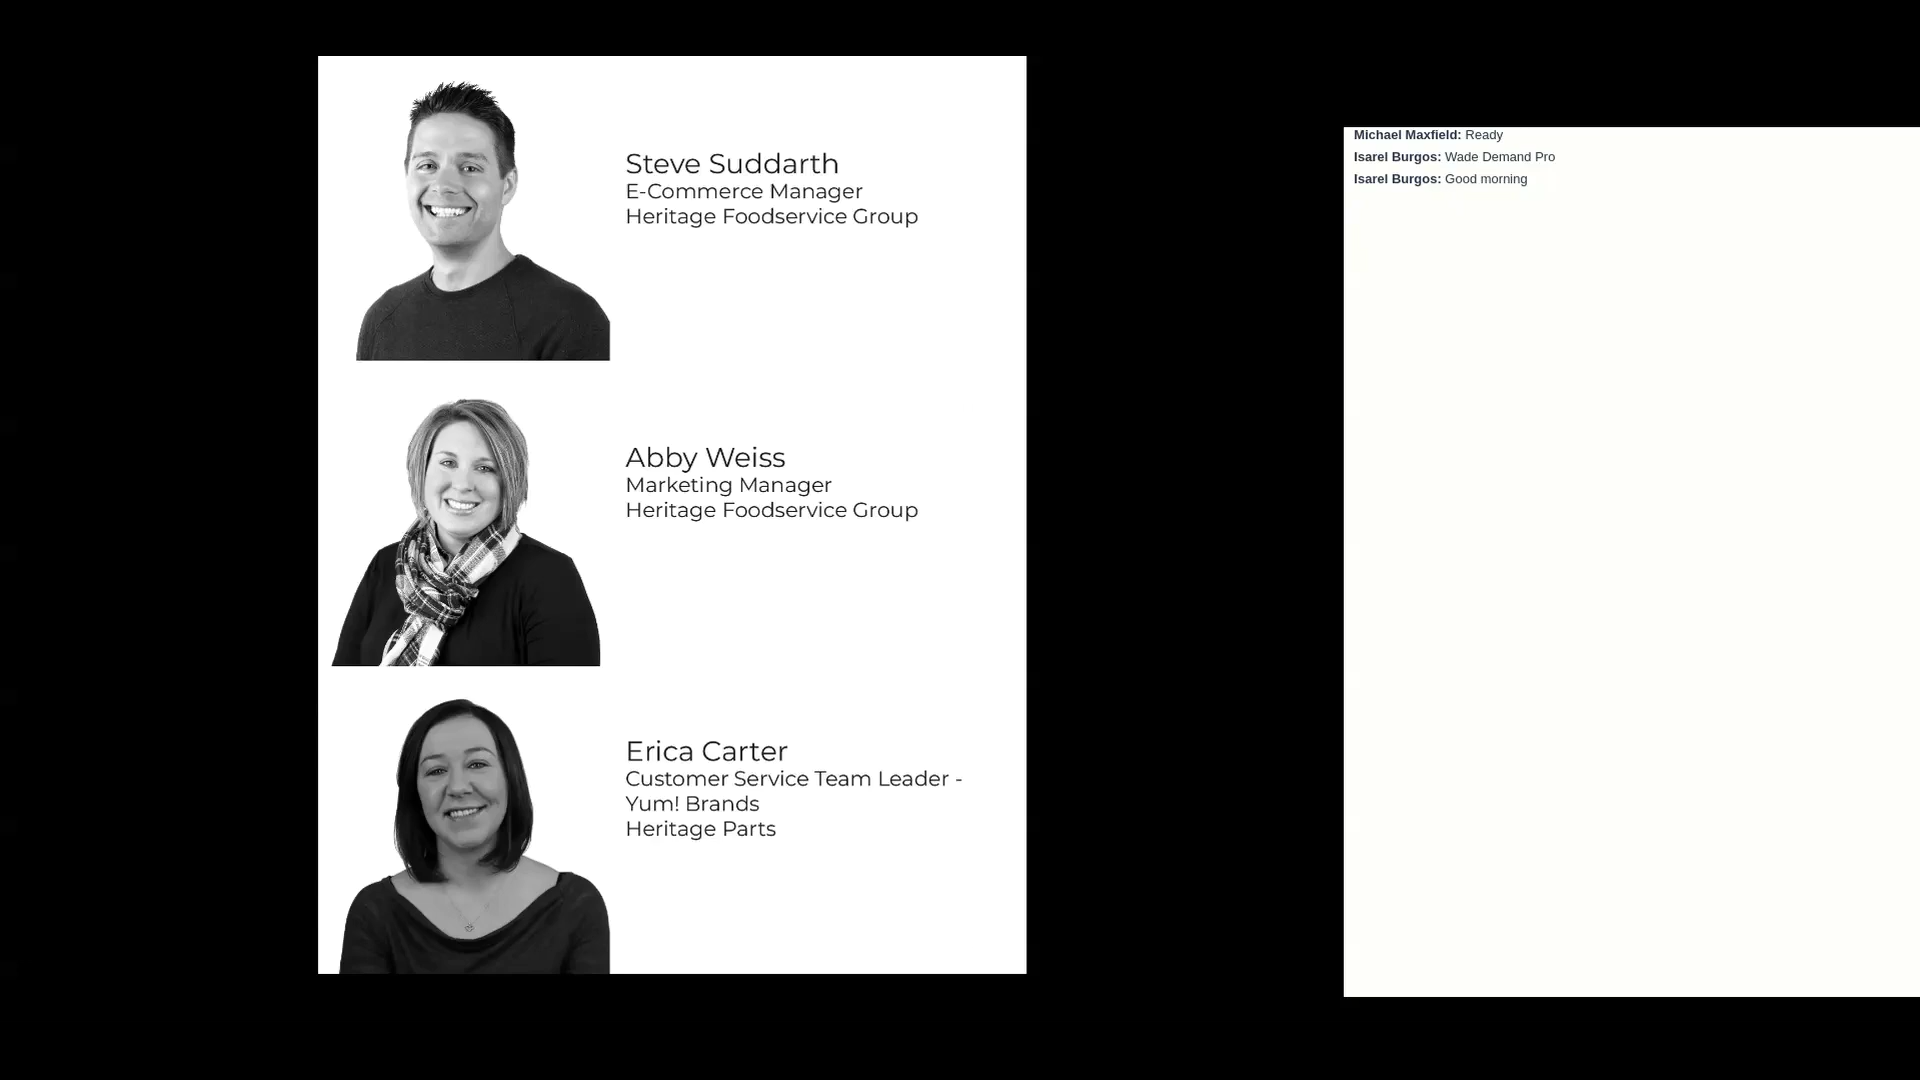 Steve Suddarth
E-Commerce Manager
Heritage Foodservice Group
Abby Weiss
Marketing Manager
Heritage Foodservice Group
Erica Carter
Customer Service Team Leader -
Yum! Brands
Heritage Parts
Michael Maxfield: Ready
Isarel Burgos: Wade Demand Pro
Isarel Burgos: Good morning